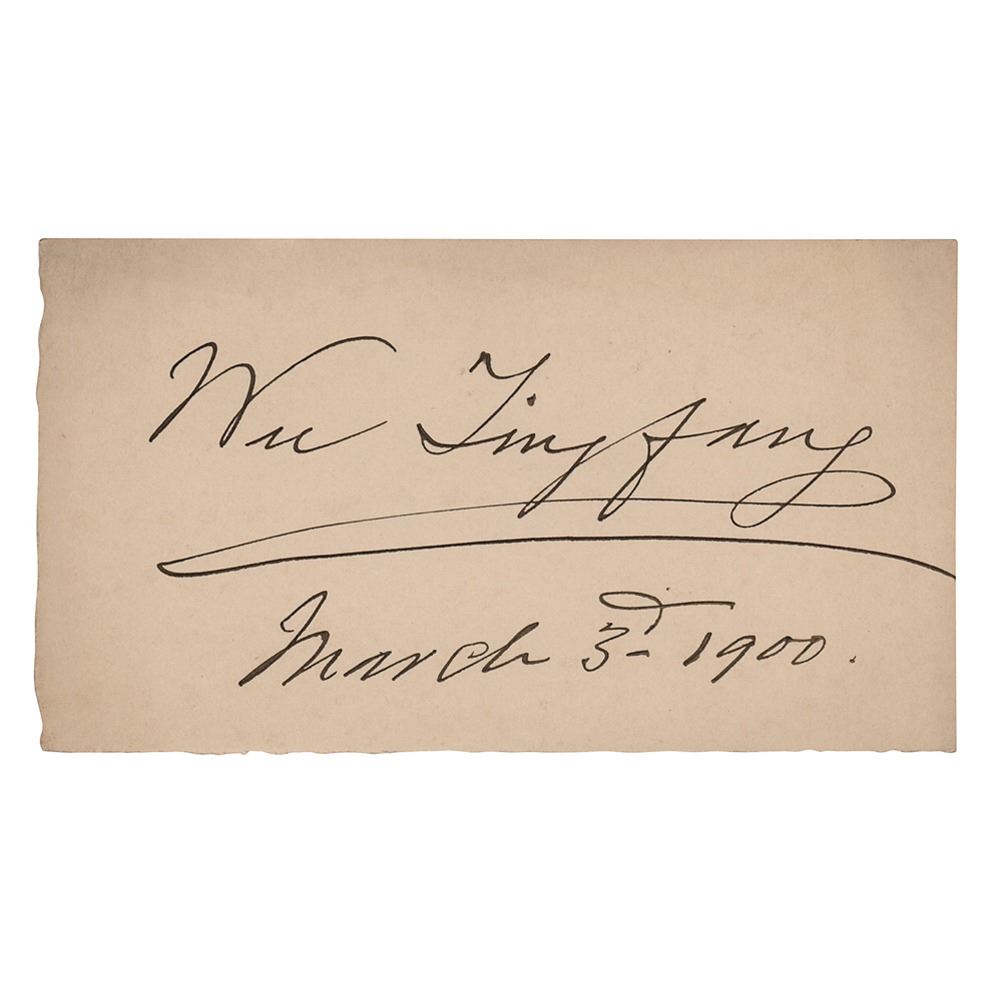 Wu Tingfang
March 3d 1900.